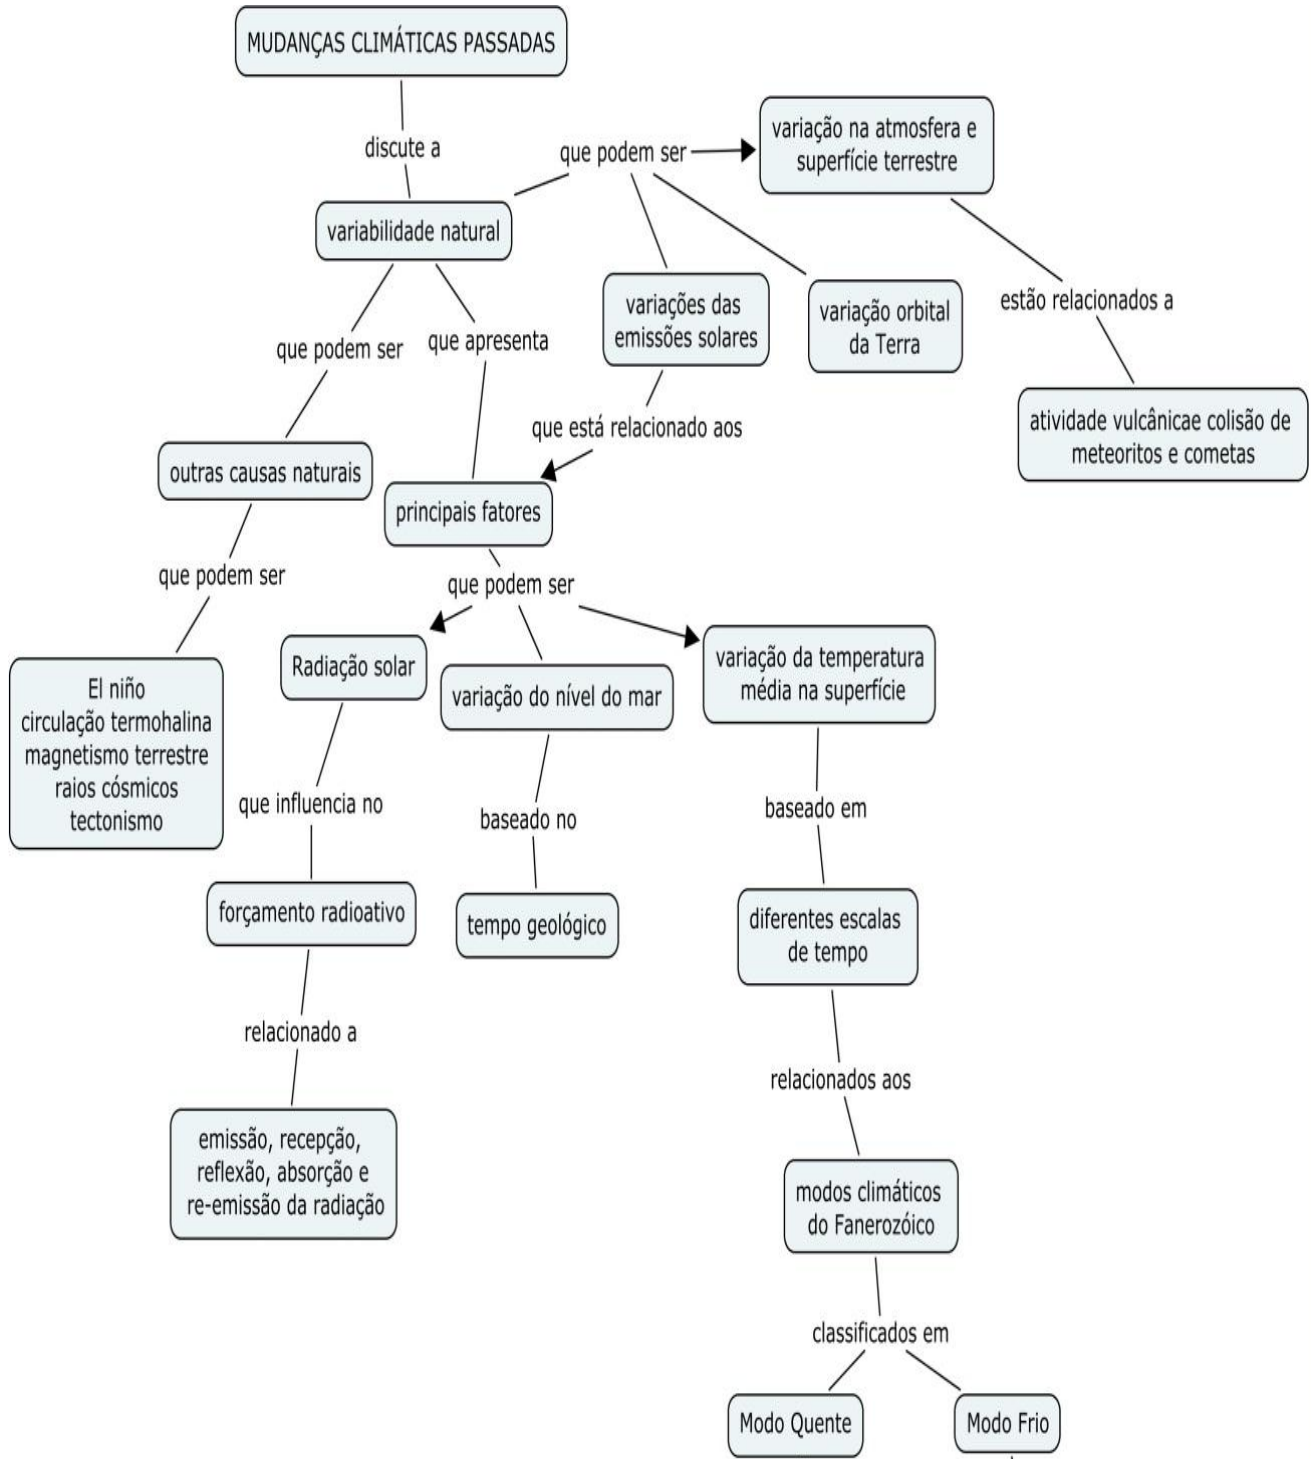 MUDANÇAS CLIMÁTICAS PASSADAS
discute a
variabilidade natural
que podem ser
variação na atmosfera e
superfície terrestre
estão relacionados a
atividade vulcânicae colisão de
meteoritos e cometas
variações das
emissões solares
variação orbital
da Terra
que está relacionado aos
que podem ser
que apresenta
outras causas naturais
principais fatores
que podem ser
El niño
circulação termohalina
magnetismo terrestre
raios cósmicos
tectonismo
que podem ser
Radiação solar
variação do nível do mar
variação da temperatura
média na superfície
que influencia no
baseado no
baseado em
forçamento radioativo
tempo geológico
diferentes escalas
de tempo
relacionado a
relacionados aos
emissão, recepção,
reflexão, absorção e
re-emissão da radiação
modos climáticos
do Fanerozóico
classificados em
Modo Quente
Modo Frio